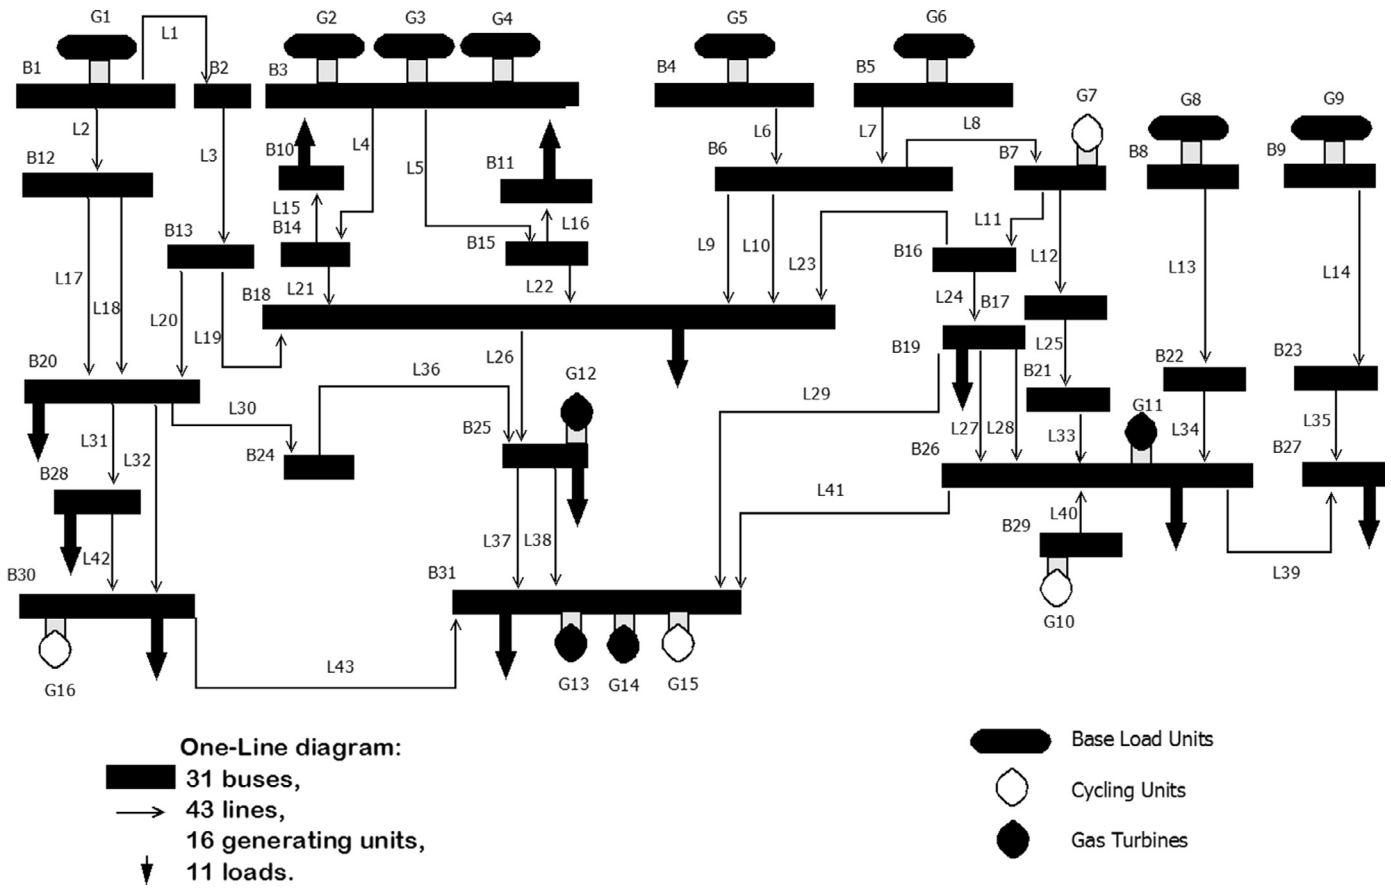 G1
L1
G2
G3
G4
G5
G6
B1
B2
B3
B4
B5
G7
G8
G9
L2
L3
L4
L5
L6
L7
L8
B12
B10
B11
B6
B7
B8
B9
L15
B14
L16
B15
L11
B13
B16
L12
L9
L10
L23
L13
L14
L17
L18
L20
L19
B18
L21
L22
L24
B17
B19
L25
B20
L26
L36
G12
B21
B22
B23
L29
G11
L30
L31
L32
B24
B25
L27
L28
L33
L34
L35
B28
B26
B27
L41
L37
L38
L40
B29
L42
B30
B31
L39
G10
L43
G16
G13
G14
G15
One-Line diagram:
31 buses,
43 lines,
16 generating units,
11 loads.
Base Load Units
Cycling Units
Gas Turbines